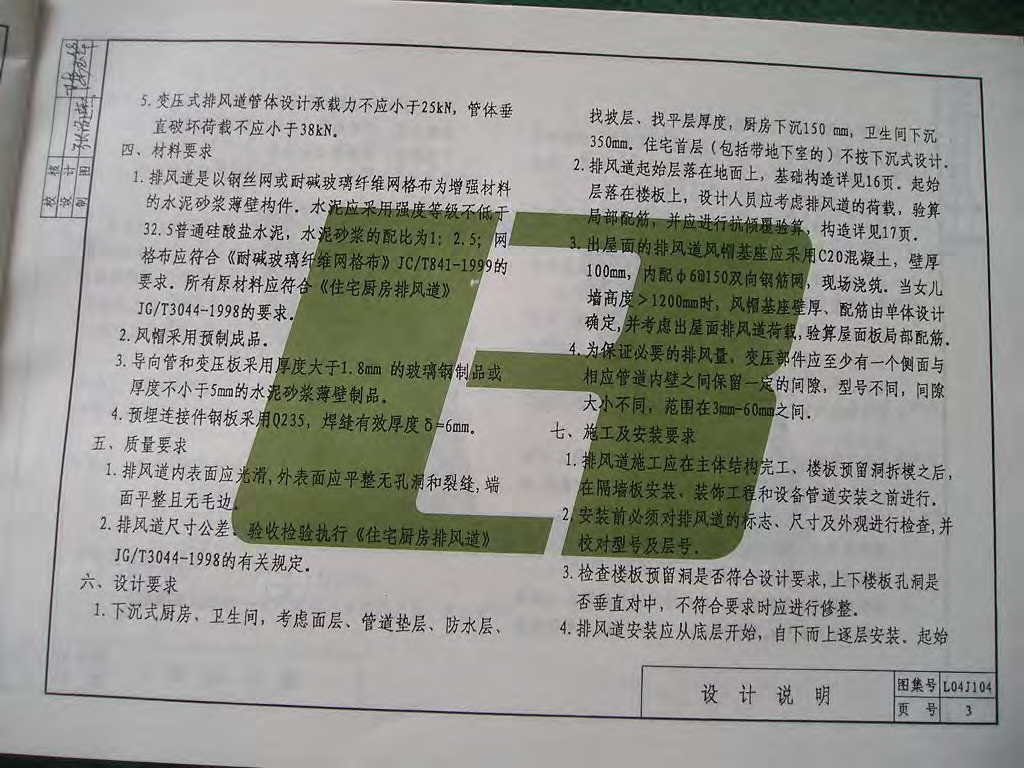 5. 变压式排风道管体设计承载力不应小于25kN，管体垂
直破坏荷载不应小于38kN。
四、材料要求
1. 排风道是以钢丝网或耐碱玻璃纤维网格布为增强材料
的水泥砂浆薄壁构件。水泥应采用强度等级不低于
32.5普通硅酸盐水泥，水泥砂浆的配比为1；2.5；网
格布应符合《耐碱玻璃纤维网格布》JC/T841-1999的
要求。所有原材料应符合《住宅厨房排风道》
JG/T3044-1998的要求。
2. 风帽采用预制成品。
3. 导向管和变压板采用厚度大于1.8mm 的玻璃钢制品或
厚度不小于5mm的水泥砂浆薄壁制品。
4. 预埋连接件钢板采用Q235，焊缝有效厚度δ=6mm。
五、质量要求
1. 排风道内表面应光滑,外表面应平整无孔洞和裂缝,端
面平整且无毛边
2. 排风道尺寸公差、验收检验执行《住宅厨房排风道》
JG/T3044-1998的有关规定。
六、设计要求
1. 下沉式厨房、卫生间，考虑面层、管道垫层、防水层、
找坡层、找平层厚度，厨房下沉150 mm，卫生间下沉
350mm。住宅首层（包括带地下室的）不按下沉式设计。
2. 排风道起始层落在地面上，基础构造详见16页。起始
层落在楼板上，设计人员应考虑排风道的荷载，验算
局部配筋，并应进行抗倾覆验算，构造详见17页。
3. 出屋面的排风道风帽基座应采用C20混凝土，壁厚
100mm，内配φ6@150双向钢筋网，现场浇筑。当女儿
墙高度>1200mm时，风帽基座壁厚、配筋由单体设计
确定,并考虑出屋面排风道荷载,验算屋面板局部配筋。
4. 为保证必要的排风量，变压部件应至少有一个侧面与
相应管道内壁之间保留一定的间隙，型号不同，间隙
大小不同，范围在3mm-60mm之间.
七、施工及安装要求
1. 排风道施工应在主体结构完工、楼板预留洞拆模之后,
在隔墙板安装、装饰工程和设备管道安装之前进行.
2. 安装前必须对排风道的标志、尺寸及外观进行检查,并
校对型号及层号.
3. 检查楼板预留洞是否符合设计要求,上下楼板孔洞是
否垂直对中，不符合要求时应进行修整。
4. 排风道安装应从底层开始，自下而上逐层安装。起始
设 计 说 明
图集号 L04J104
页 号 3
校 核
设 计
制 图